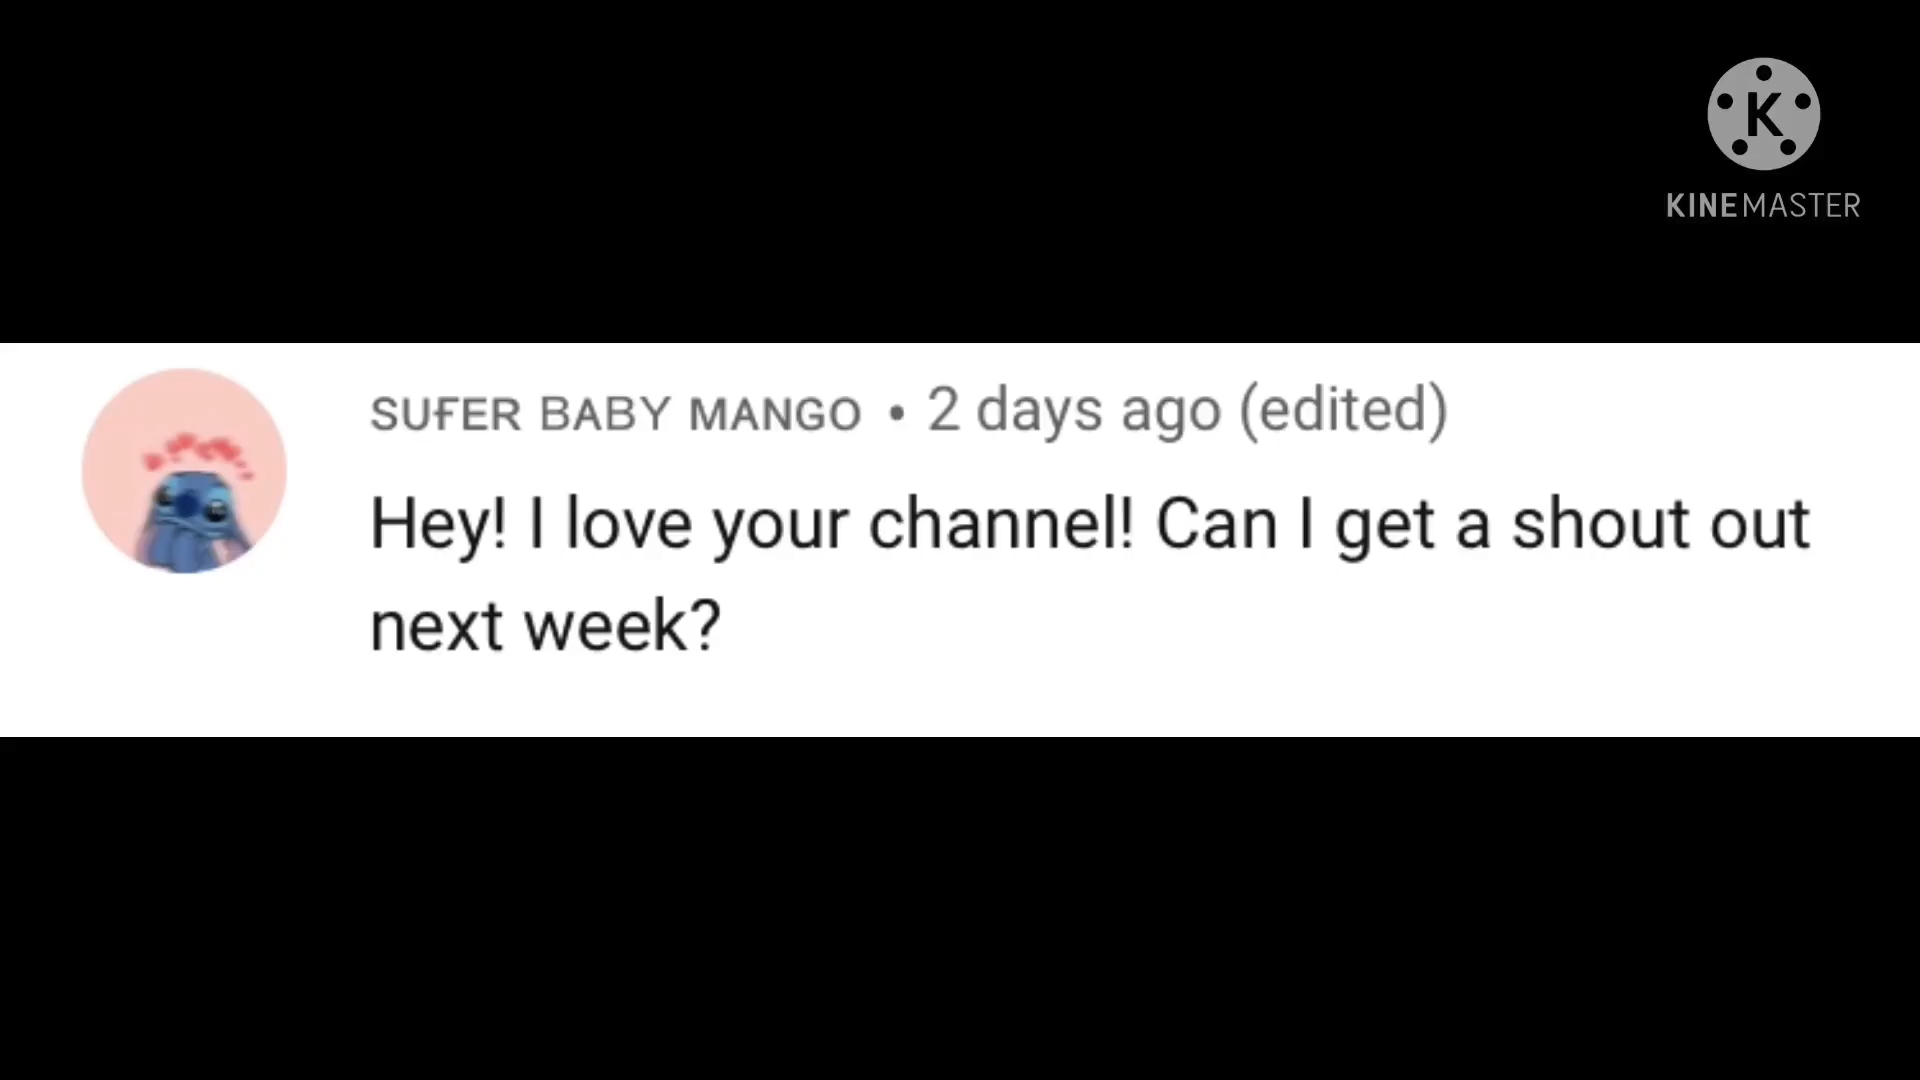 K
KINEMASTER
SUFER BABY MANGO • 2 days ago (edited)
Hey! I love your channel! Can I get a shout out
next week?